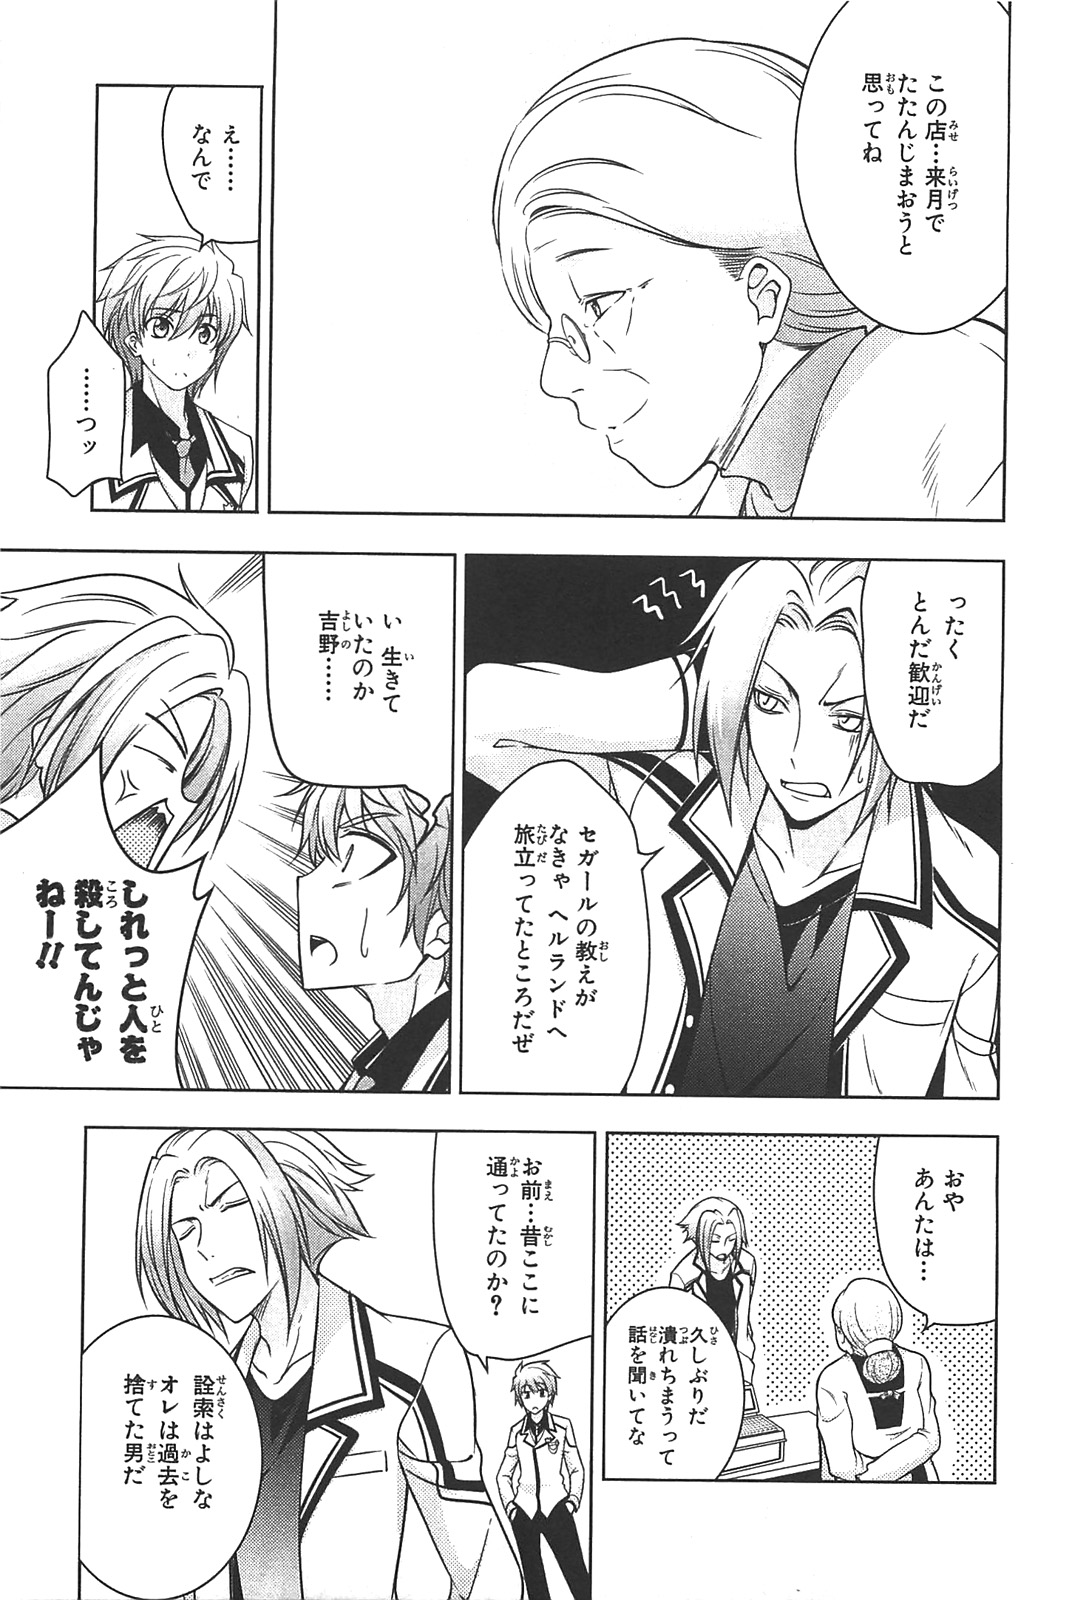 この店…来月で
たたんじまおうと
思ってね
え……
なんで
……つッ
ったく
とんだ歓迎だ
セガールの教えが
なきゃ ヘルランドへ
旅立ってたところだぜ
い 生きて
いたのか
吉野……
しれっと人を
殺してんじゃ
ねー!!
おや
あんたは…
久しぶりだ
潰れちまうって
話を聞いてな
お前…昔ここに
通ってたのか?
詮索はよしな
オレは過去を
捨てた男だ